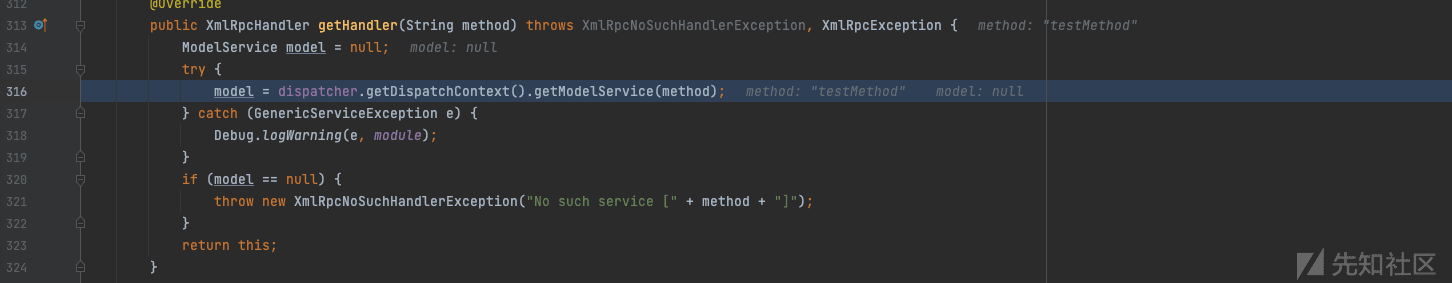 312 @Override
313 public XmlRpcHandler getHandler(String method) throws XmlRpcNoSuchHandlerException, XmlRpcException { method: "testMethod"
314 ModelService model = null; model: null
315 try {
316 model = dispatcher.getDispatchContext().getModelService(method); method: "testMethod" model: null
317 } catch (GenericServiceException e) {
318 Debug.logWarning(e, module);
319 }
320 if (model == null) {
321 throw new XmlRpcNoSuchHandlerException("No such service [" + method + "]");
322 }
323 return this;
324 }
先知社区